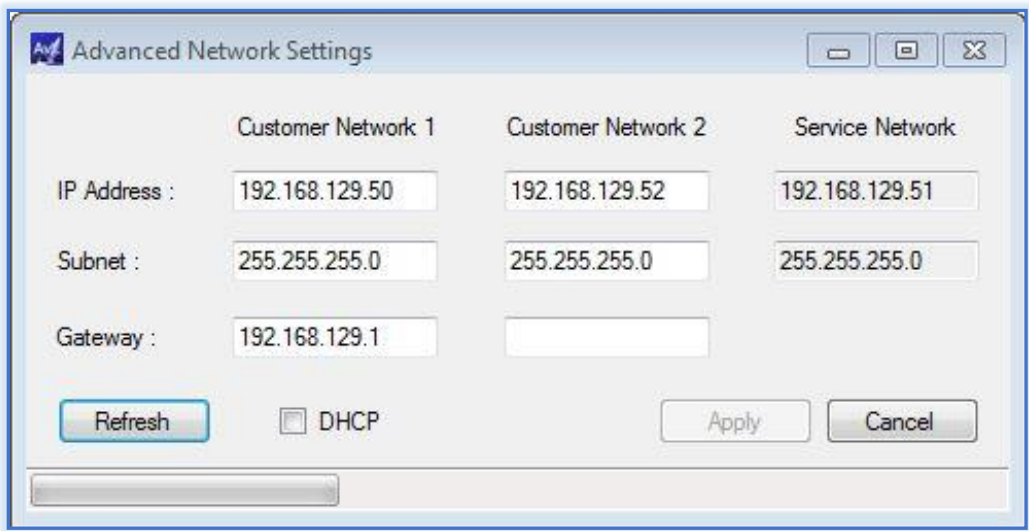 Advanced Network Settings
Customer Network 1 Customer Network 2 Service Network
IP Address : 192.168.129.50 192.168.129.52 192.168.129.51
Subnet : 255.255.255.0 255.255.255.0 255.255.255.0
Gateway : 192.168.129.1
Refresh DHCP Apply Cancel